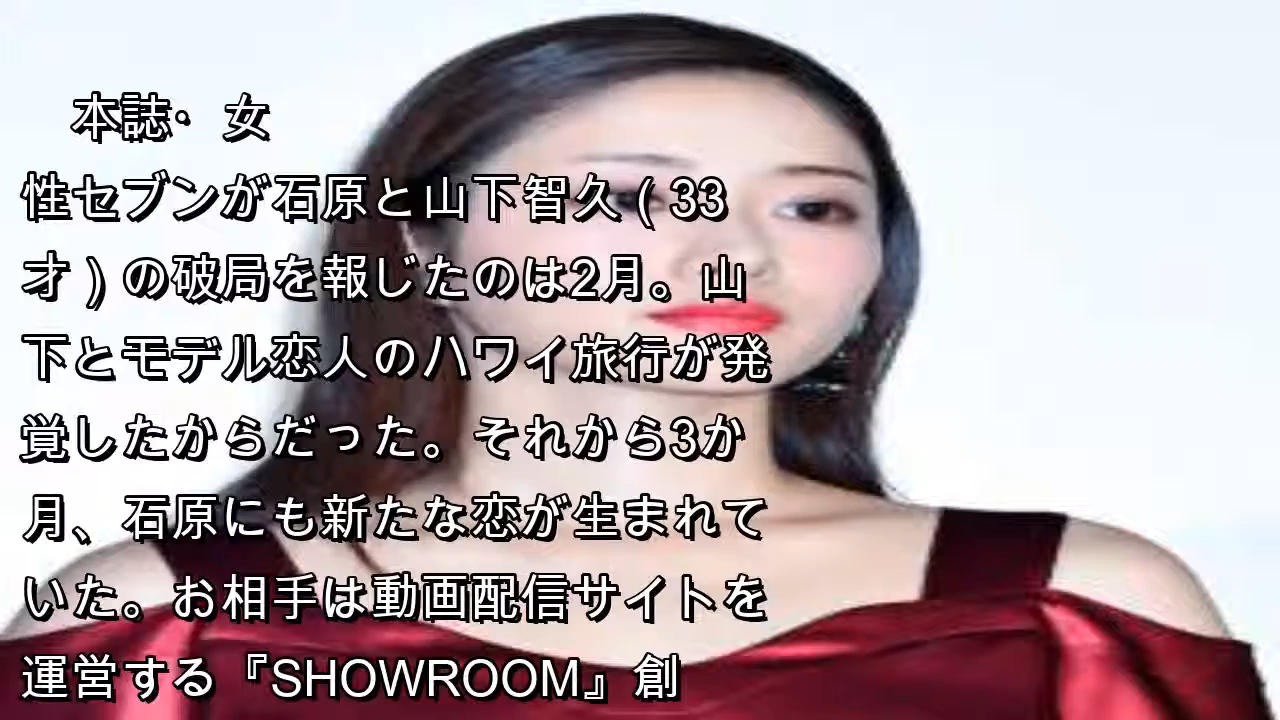 本誌・ 女
性セブンが石原と山下智久(33
才)の破局を報じたのは2月。山
下とモデル恋人のハワイ旅行が発
覚したからだった。それから3か
月、石原にも新たな恋が生まれて
いた。お相手は動画配信サイトを
運営する『SHOWROOM』創